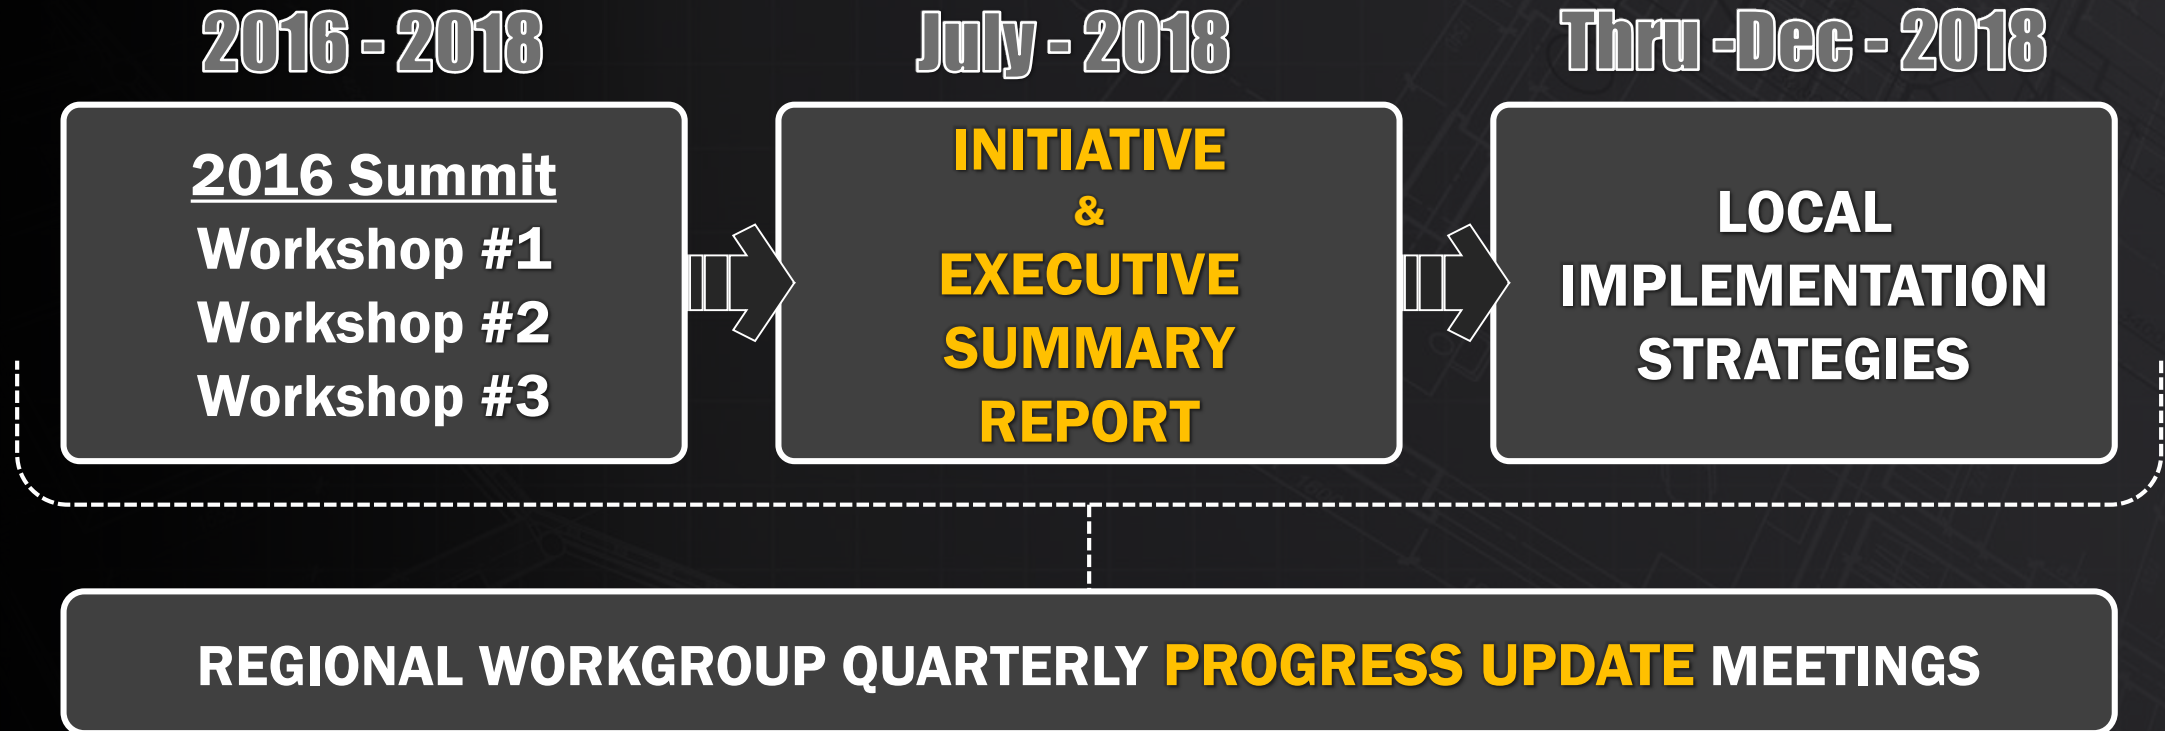 2016 - 2018
July - 2018
Thru -Dec - 2018
2016 Summit
Workshop #1
Workshop #2
Workshop #3
INITIATIVE
&
EXECUTIVE
SUMMARY
REPORT
LOCAL
IMPLEMENTATION
STRATEGIES
REGIONAL WORKGROUP QUARTERLY PROGRESS UPDATE MEETINGS